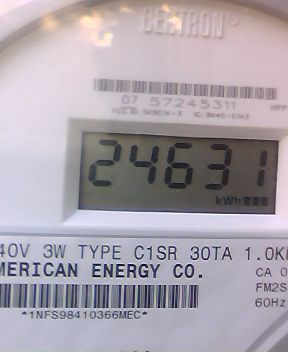 CENTRON®
07 57245311
24631
kWh
40V 3W TYPE C1SR 30TA 1.0K
MERICAN ENERGY CO.
CA 0
FM2S
*1NFS98410366MEC*
60Hz